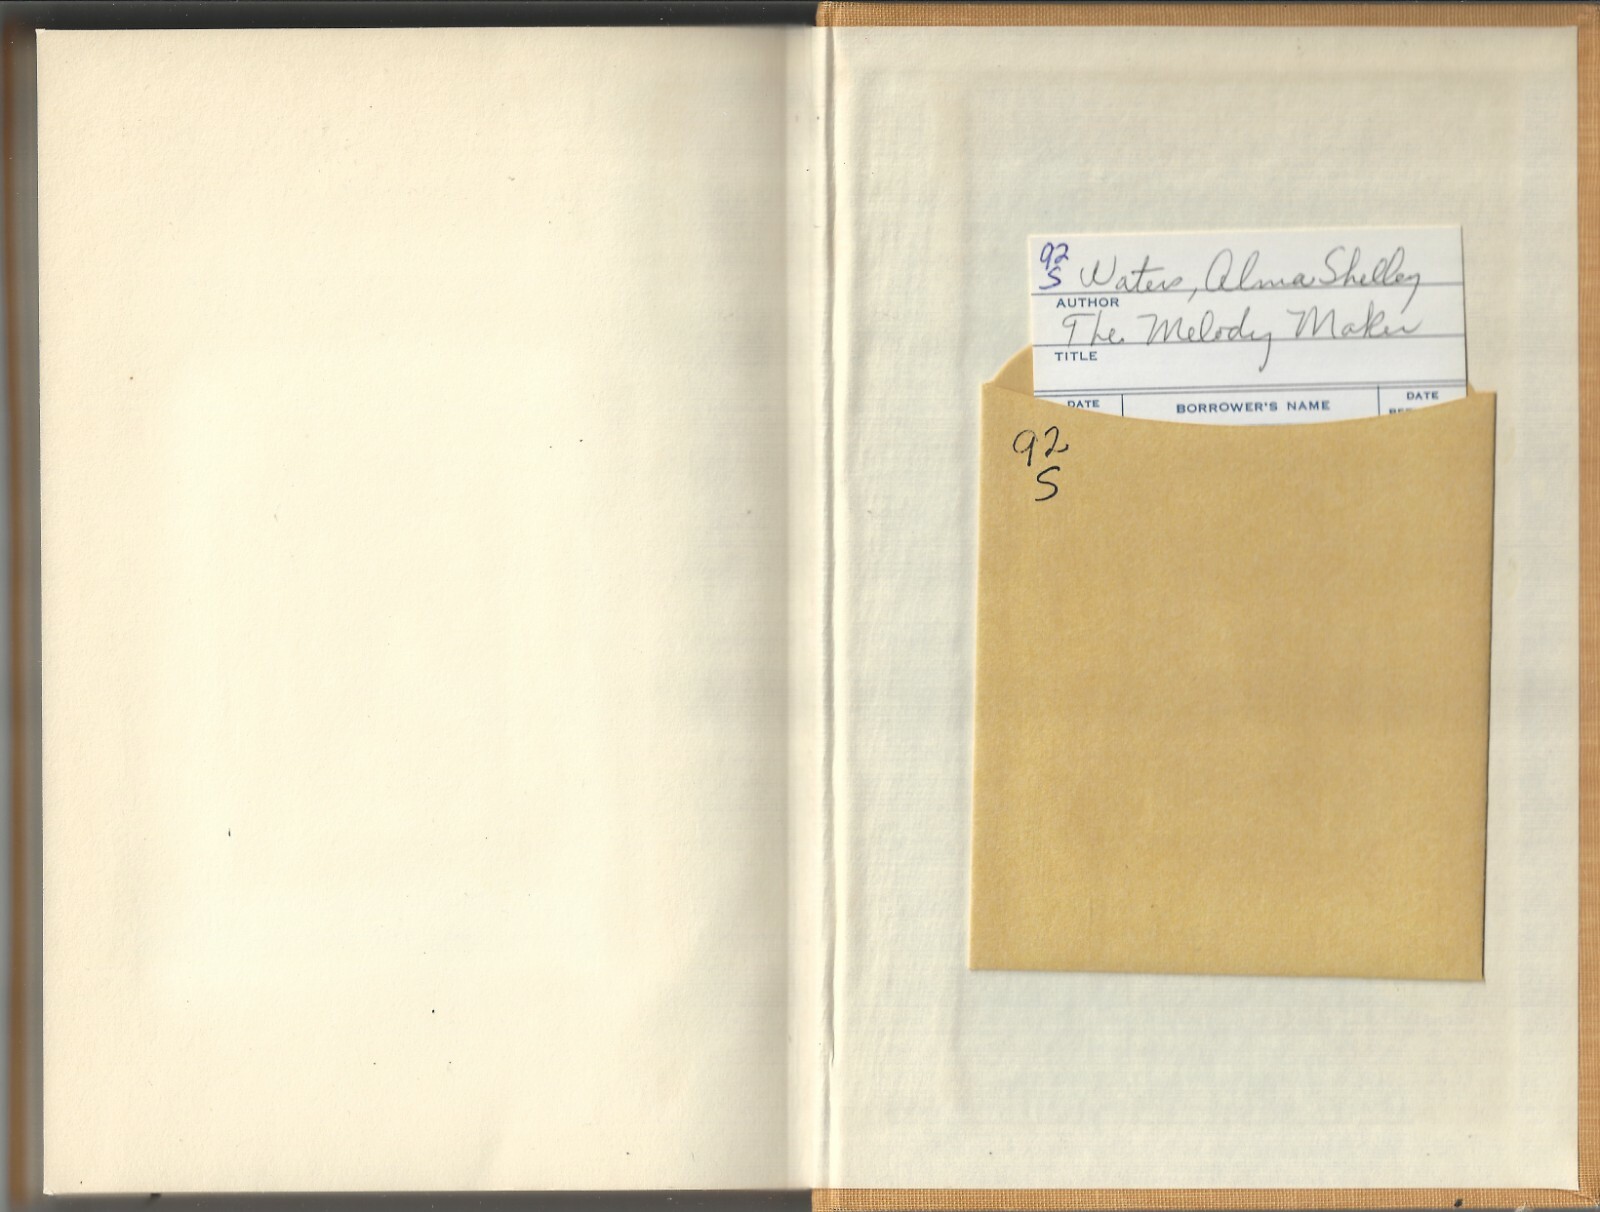 92
S Waters, Alma Shelley
AUTHOR
The Melody Maker
TITLE
DATE BORROWER'S NAME DATE
92
S